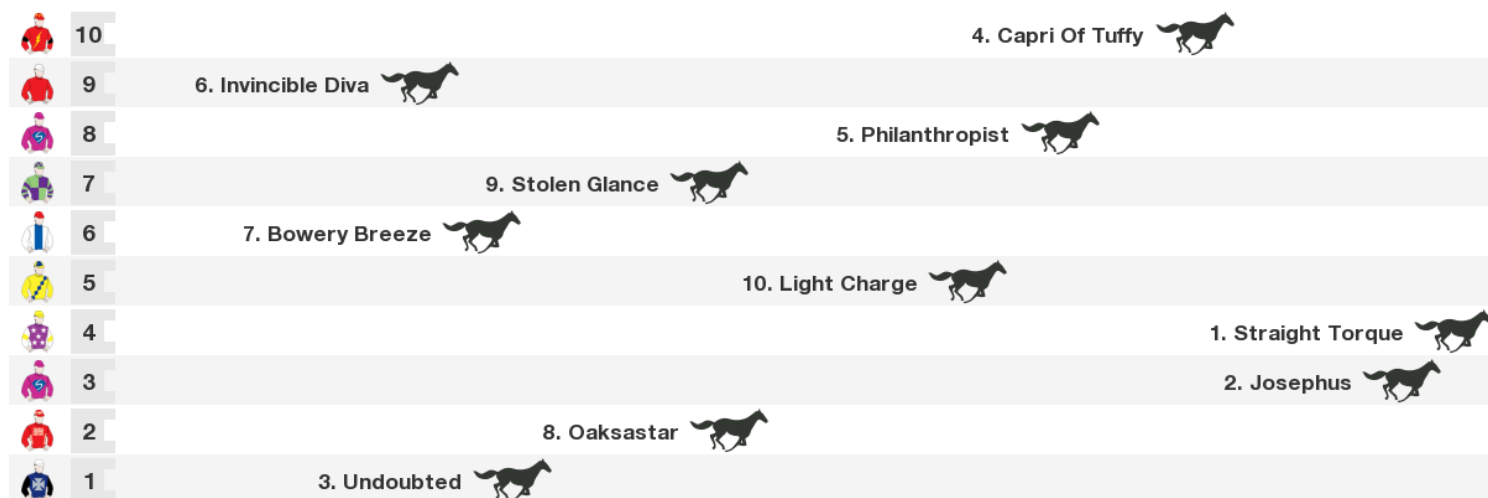 10 4. Capri Of Tuffy
9 6. Invincible Diva
8 5. Philanthropist
7 9. Stolen Glance
6 7. Bowery Breeze
5 10. Light Charge
4 1. Straight Torque
3 2. Josephus
2 8. Oaksastar
1 3. Undoubted